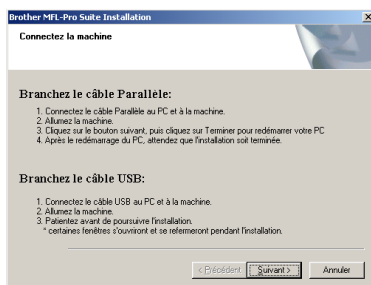 Brother MFL-Pro Suite Installation
Connectez la machine
Branchez le câble Parallèle:
1. Connectez le câble Parallèle au PC et à la machine.
2. Allumez la machine.
3. Cliquez sur le bouton suivant, puis cliquez sur Terminer pour redémarrer votre PC
4. Après le redémarrage du PC, attendez que l'installation soit terminée.
Branchez le câble USB:
1. Connectez le câble USB au PC et à la machine.
2. Allumez la machine.
3. Patientez avant de poursuivre l'installation.
* certaines fenêtres s'ouvriront et se refermeront pendant l'installation.
< Précédent Suivant > Annuler